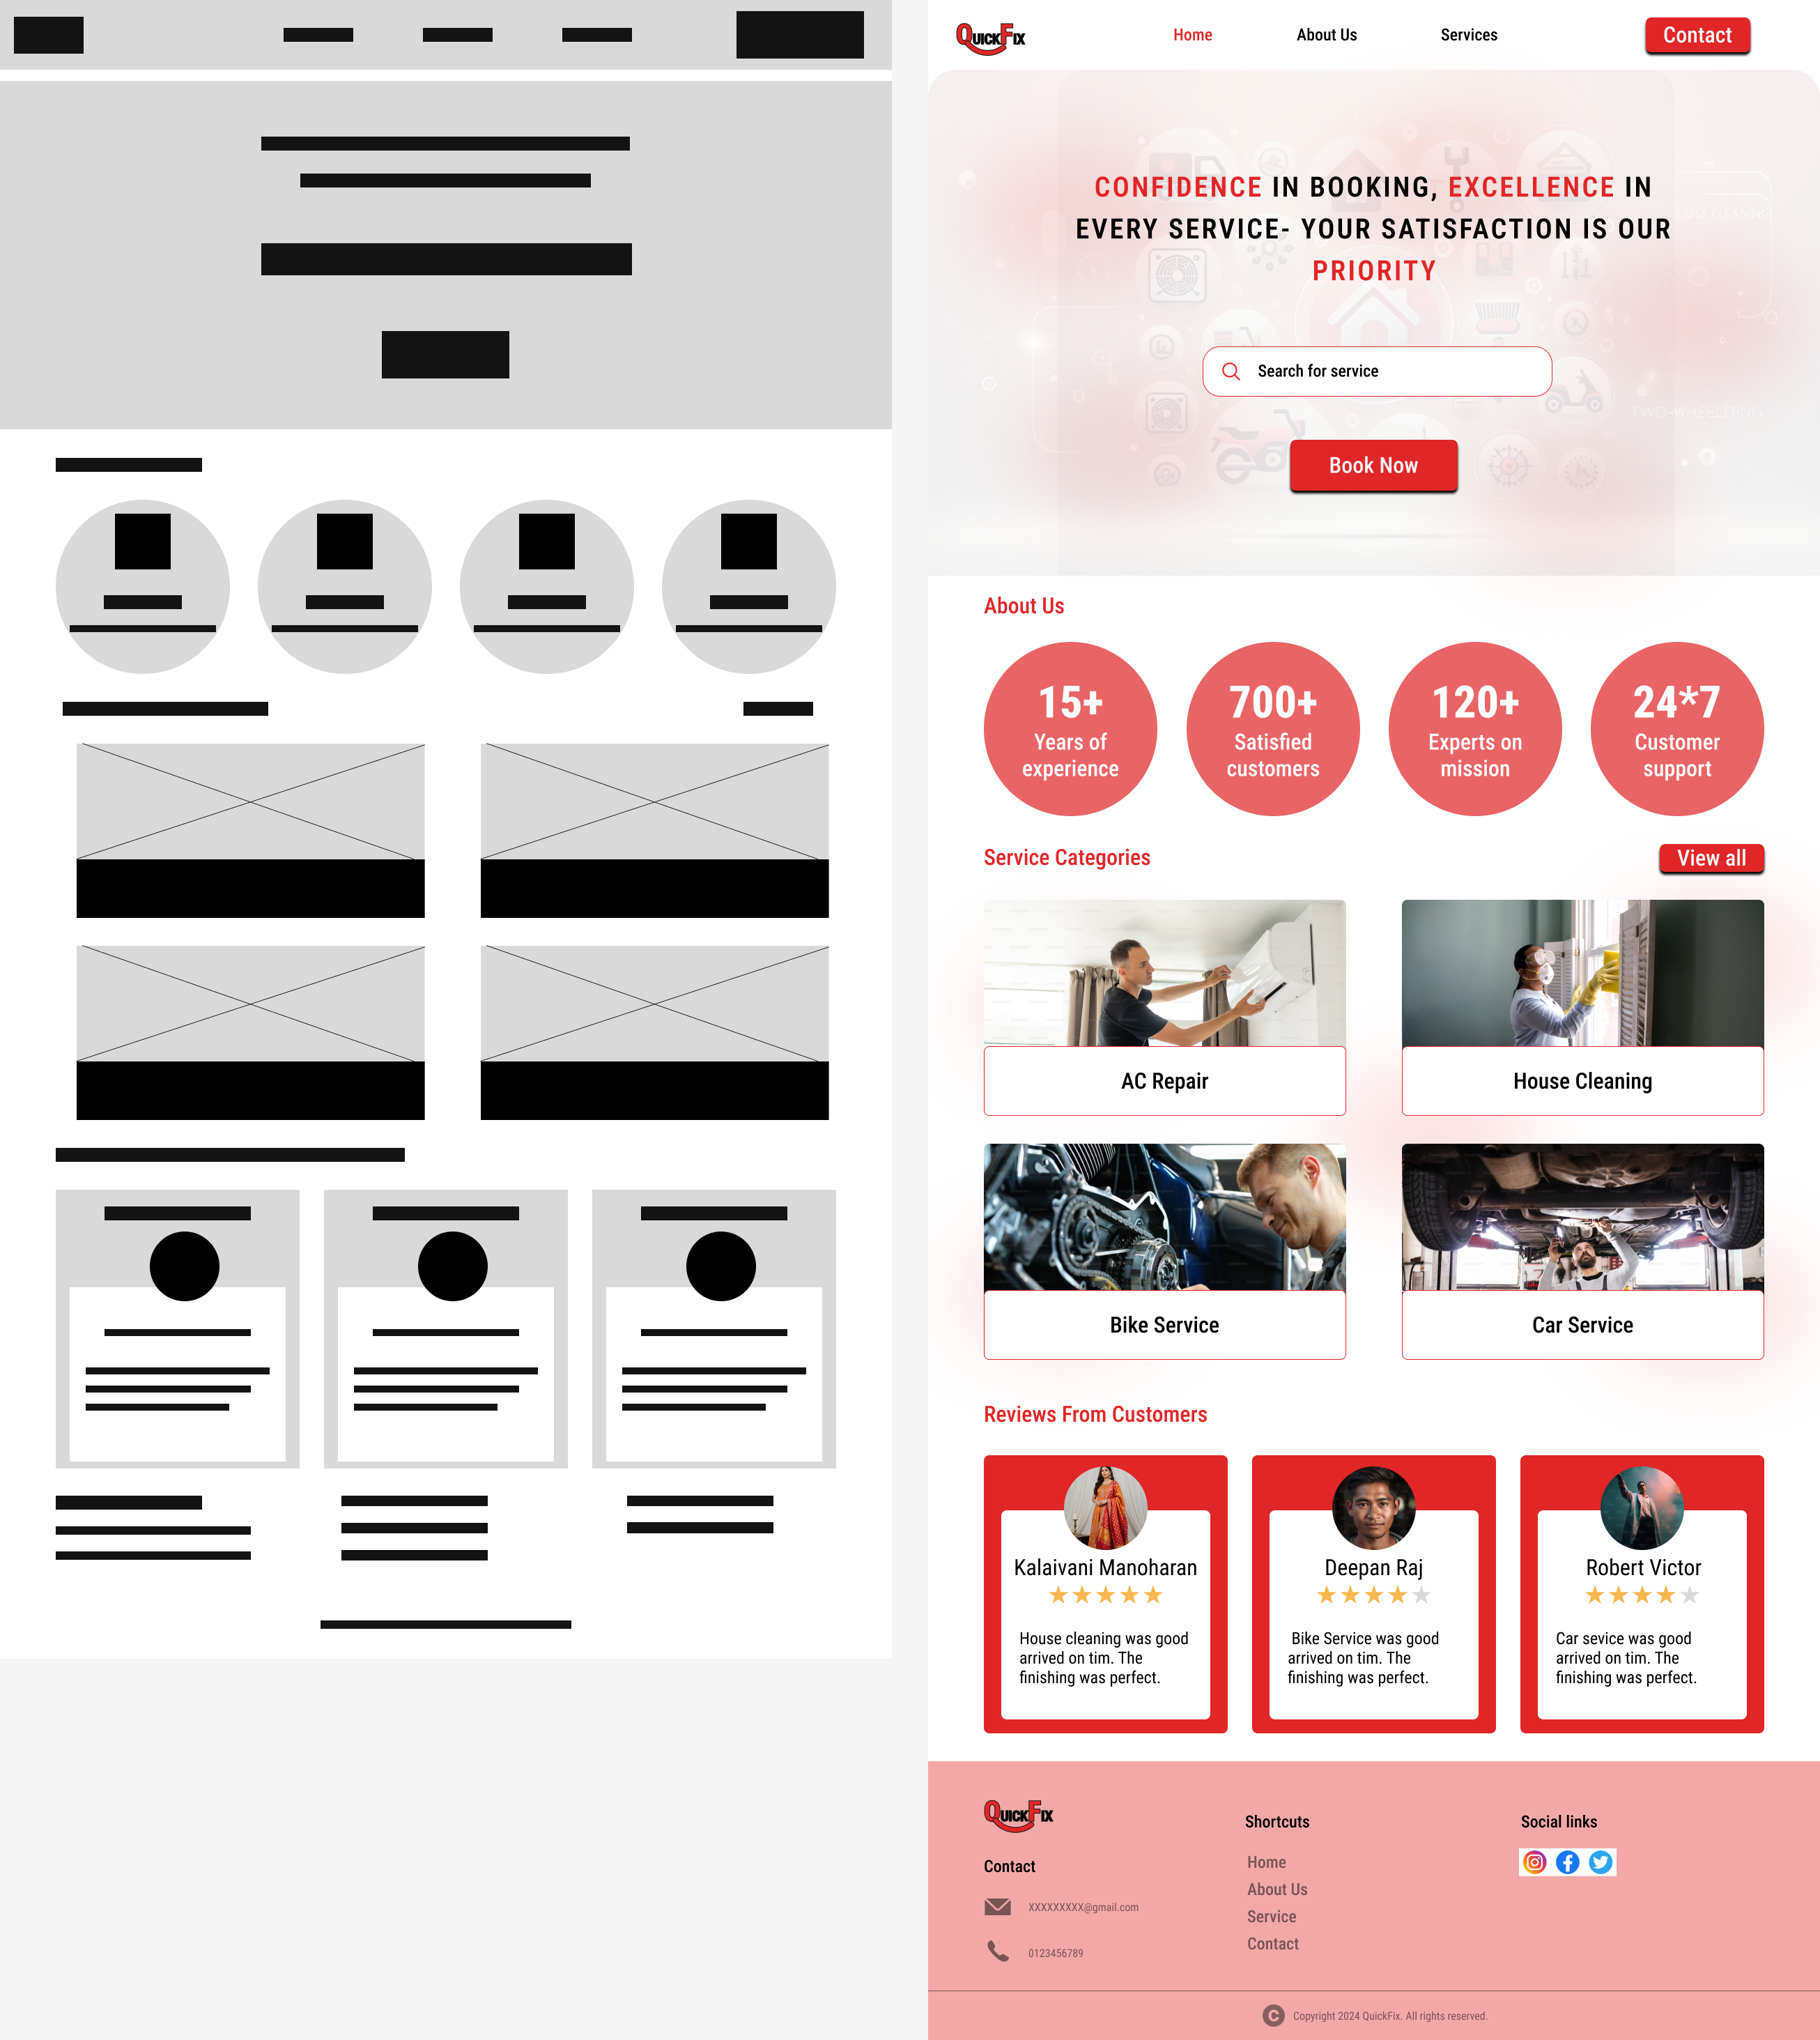 QUICKFIX
Home
About Us
Services
Contact
CONFIDENCE IN BOOKING, EXCELLENCE IN
EVERY SERVICE- YOUR SATISFACTION IS OUR
PRIORITY
HOUSE CLEANING
TWO-WHEELRING
Search for service
Book Now
About Us
15+
Years of
experience
700+
Satisfied
customers
120+
Experts on
mission
24*7
Customer
support
Service Categories
View all
AC Repair
House Cleaning
Bike Service
Car Service
Reviews From Customers
Kalaivani Manoharan
House cleaning was good
arrived on tim. The
finishing was perfect.
Deepan Raj
Bike Service was good
arrived on tim. The
finishing was perfect.
Robert Victor
Car sevice was good
arrived on tim. The
finishing was perfect.
QUICKFIX
Contact
XXXXXXXXX@gmail.com
0123456789
Shortcuts
Home
About Us
Service
Contact
Social links
C Copyright 2024 QuickFix. All rights reserved.